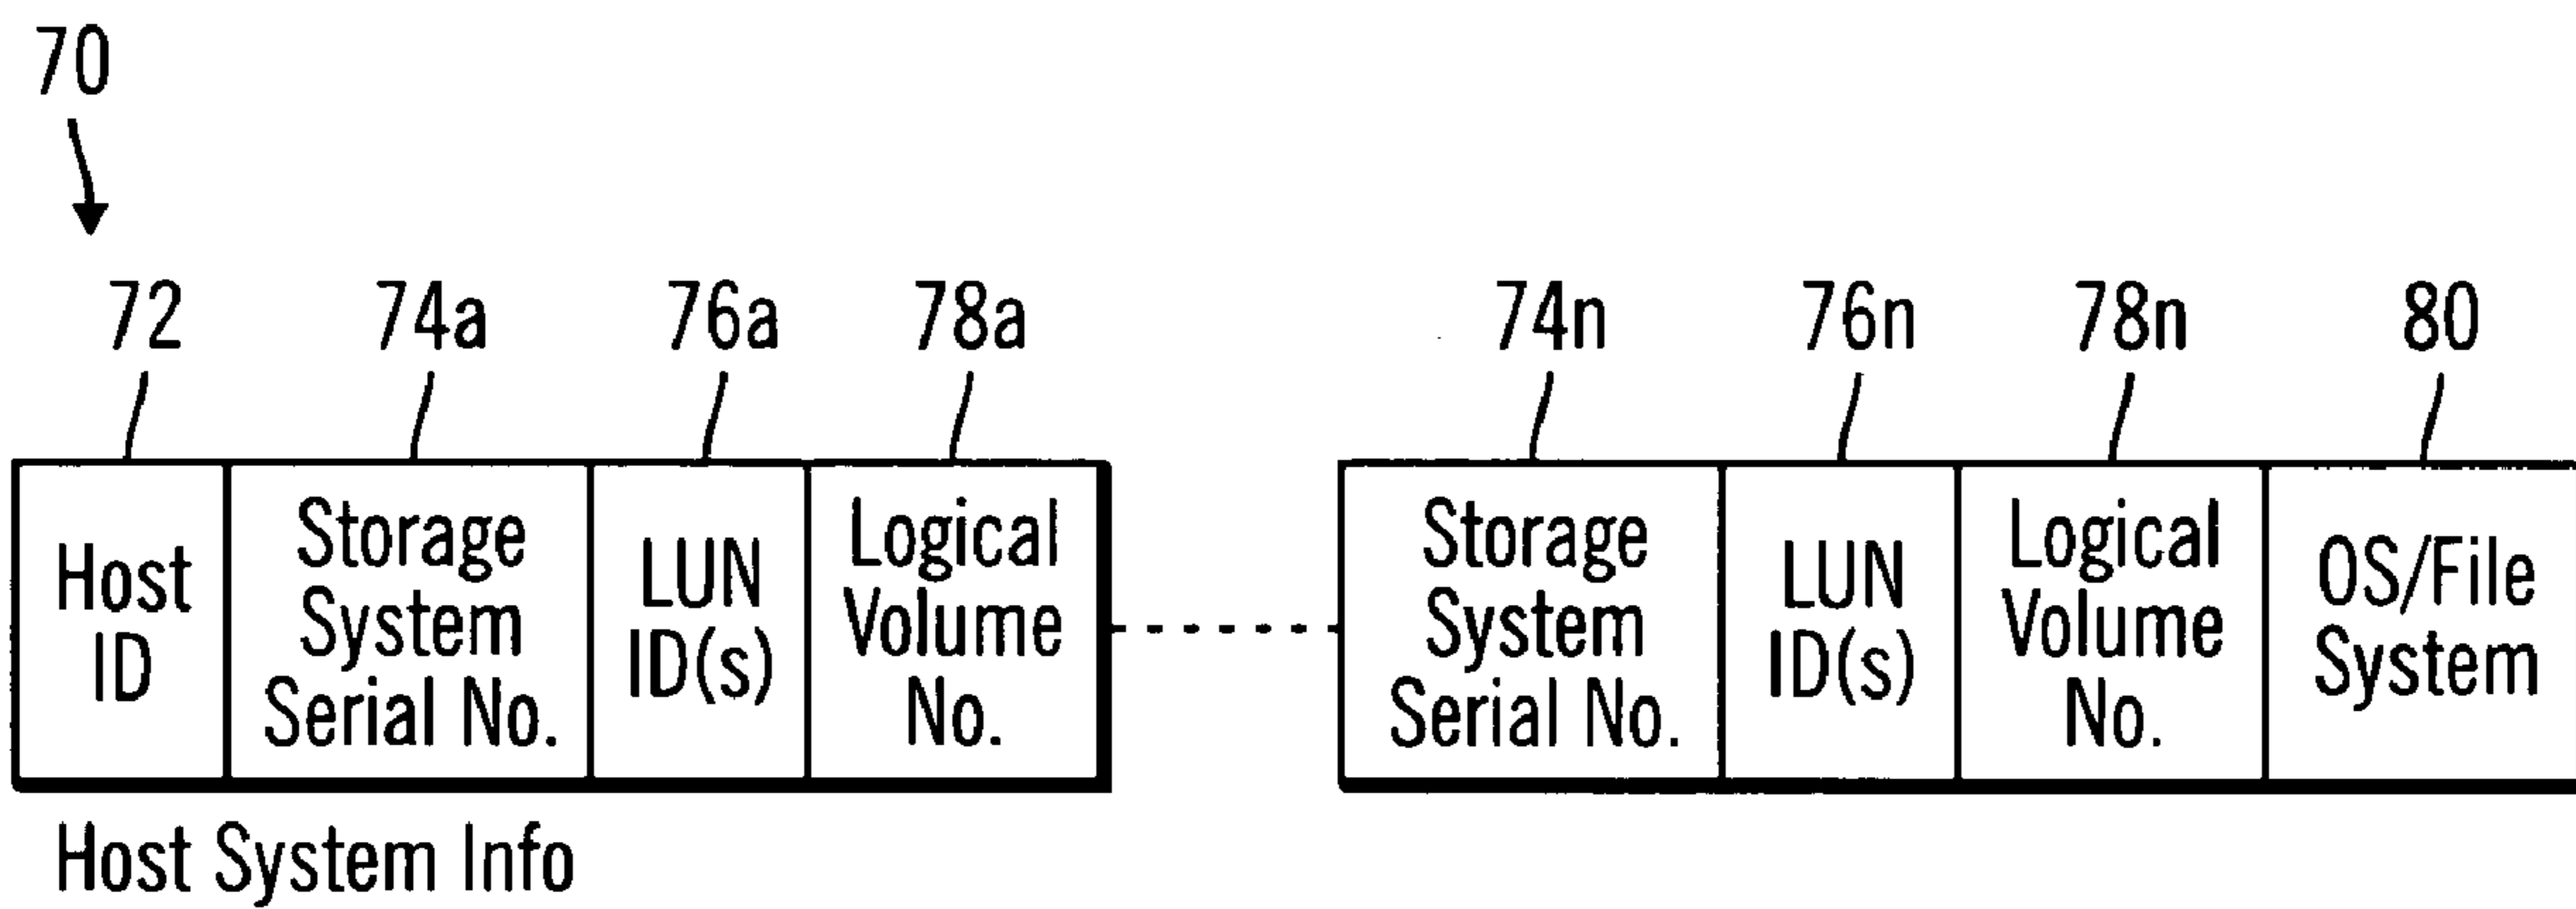 70
72 74a 76a 78a 74n 76n 78n 80
Host
ID
Storage
System
Serial No.
LUN
ID(s)
Logical
Volume
No.
Storage
System
Serial No.
LUN
ID(s)
Logical
Volume
No.
OS/File
System
Host System Info